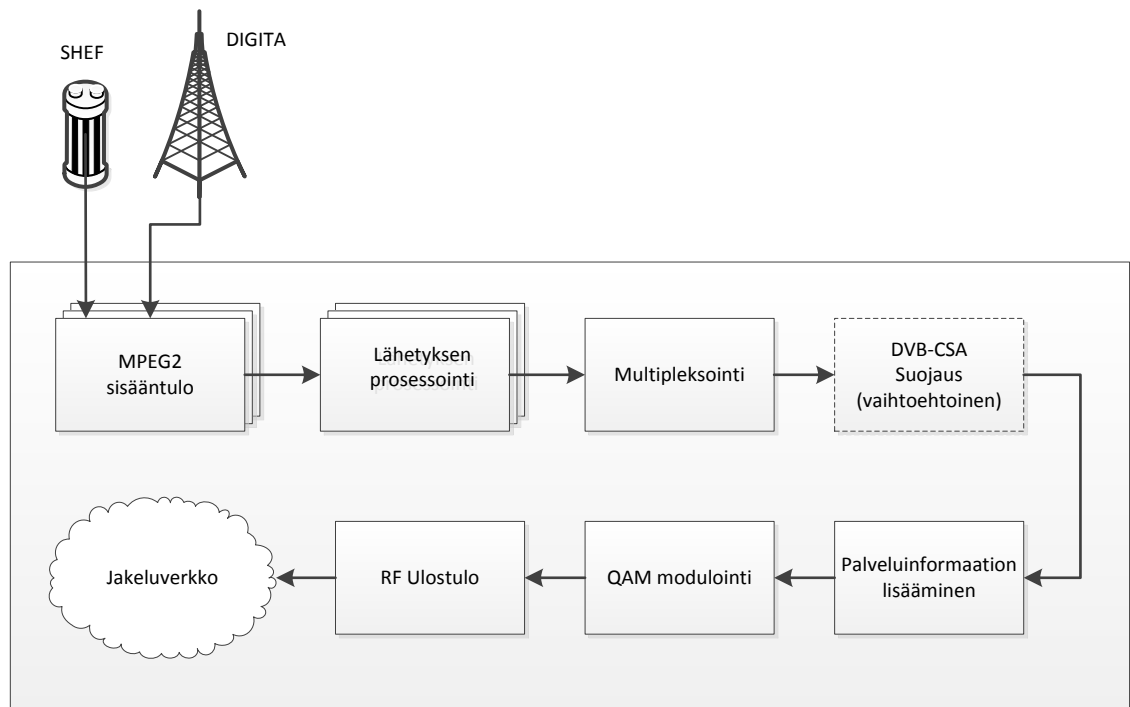 SHEF
DIGITA
MPEG2
sisääntulo
Lähetyksen
prosessointi
Multipleksointi
DVB-CSA
Suojaus
(vaihtoehtoinen)
Jakeluverkko
RF Ulostulo
QAM modulointi
Palveluinformaation
lisääminen